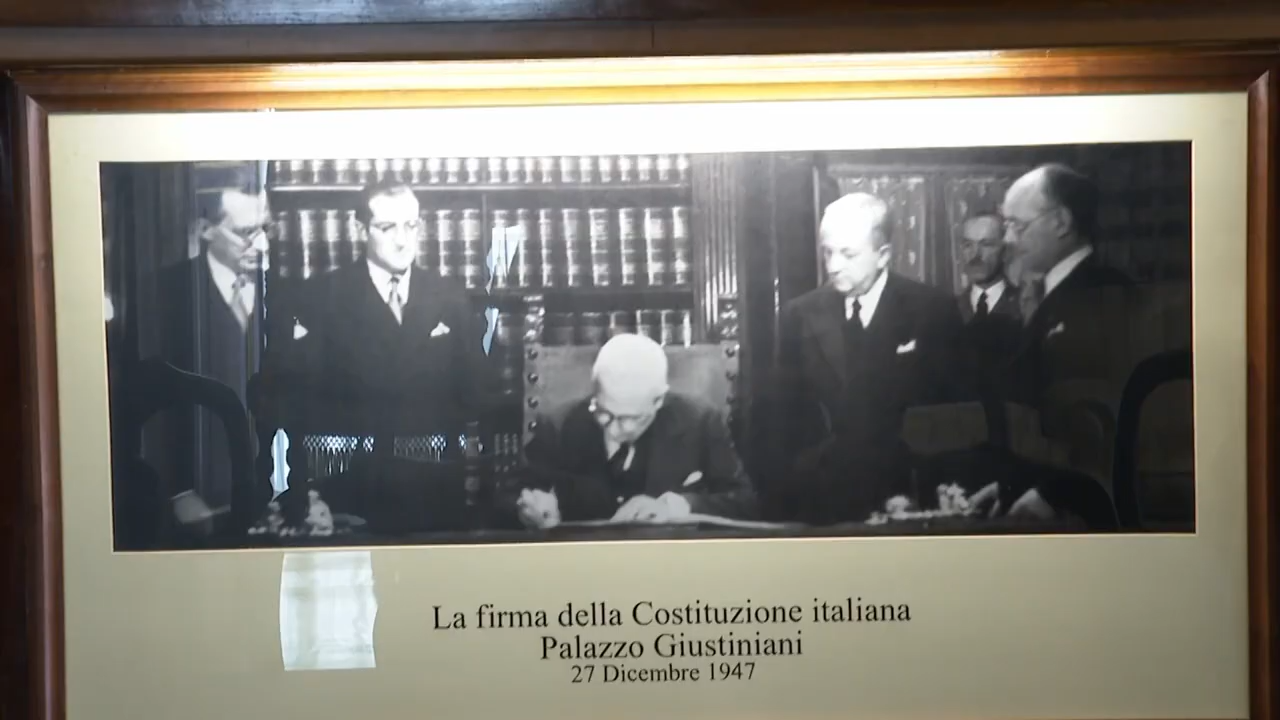 La firma della Costituzione italiana
Palazzo Giustiniani
27 Dicembre 1947